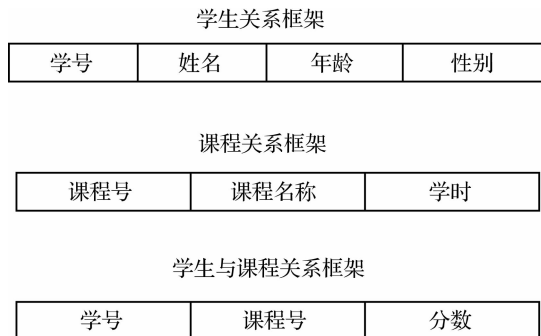 学生关系框架
学号 姓名 年龄 性别
课程关系框架
课程号 课程名称 学时
学生与课程关系框架
学号 课程号 分数